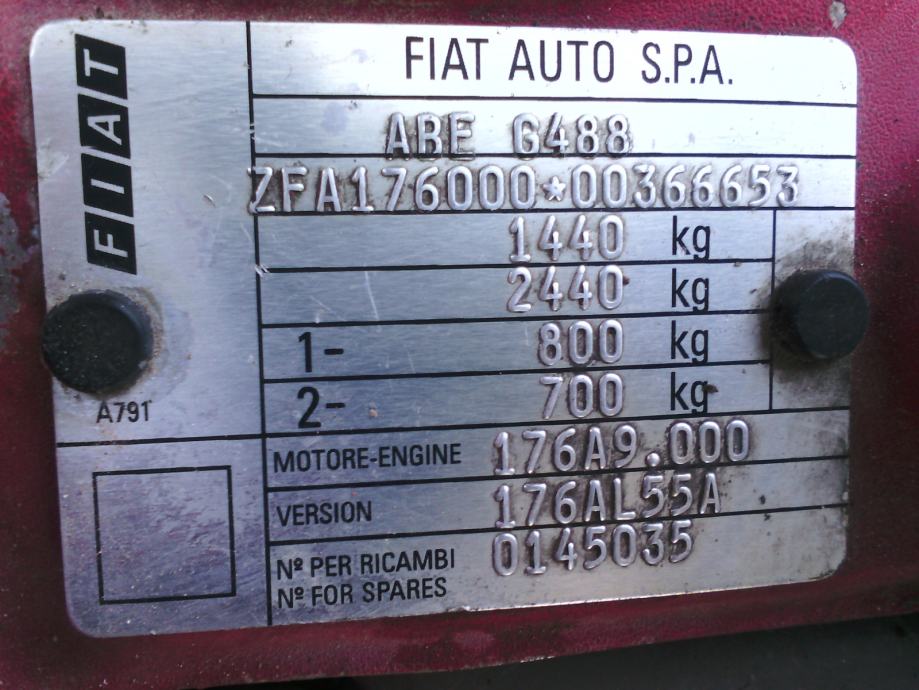 FIAT
FIAT AUTO S.P.A.
ABE G488
ZFA176000*00366653
1440 kg
2440 kg
1- 800 kg
2- 700 kg
A791
MOTORE-ENGINE 176A9.000
VERSION 176AL55A
Nº PER RICAMBI 0145035
Nº FOR SPARES